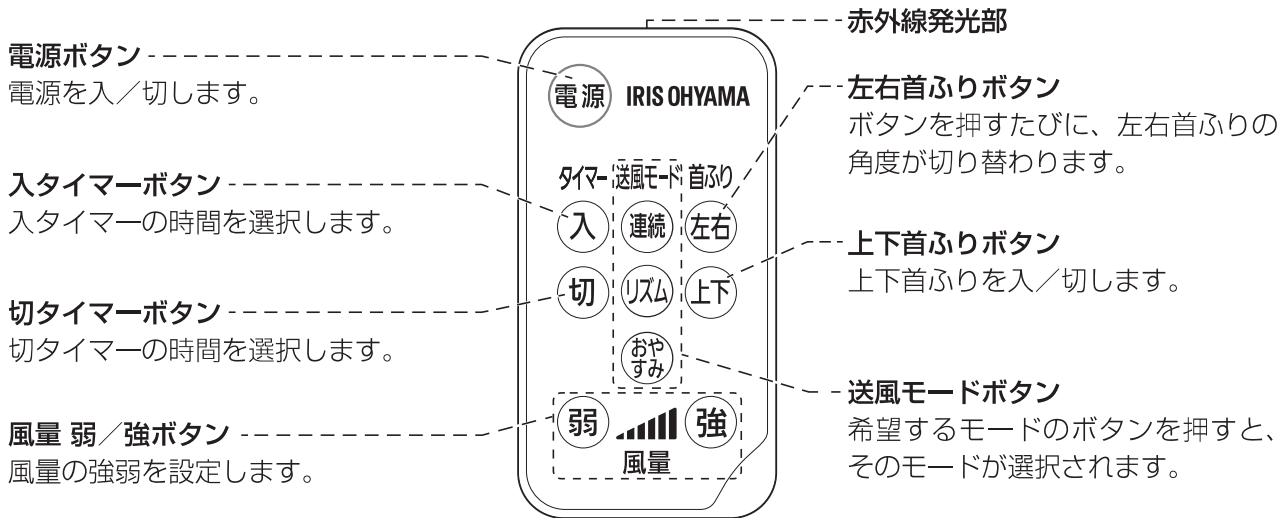 電源ボタン
電源を入／切します。
入タイマーボタン
入タイマーの時間を選択します。
切タイマーボタン
切タイマーの時間を選択します。
風量 弱／強ボタン
風量の強弱を設定します。
電源 IRIS OHYAMA
タイマー 送風モード 首ふり
入 連続 左右
切 リズム 上下
おや
すみ
弱 強
風量
赤外線発光部
左右首ふりボタン
ボタンを押すたびに、左右首ふりの
角度が切り替わります。
上下首ふりボタン
上下首ふりを入／切します。
送風モードボタン
希望するモードのボタンを押すと、
そのモードが選択されます。